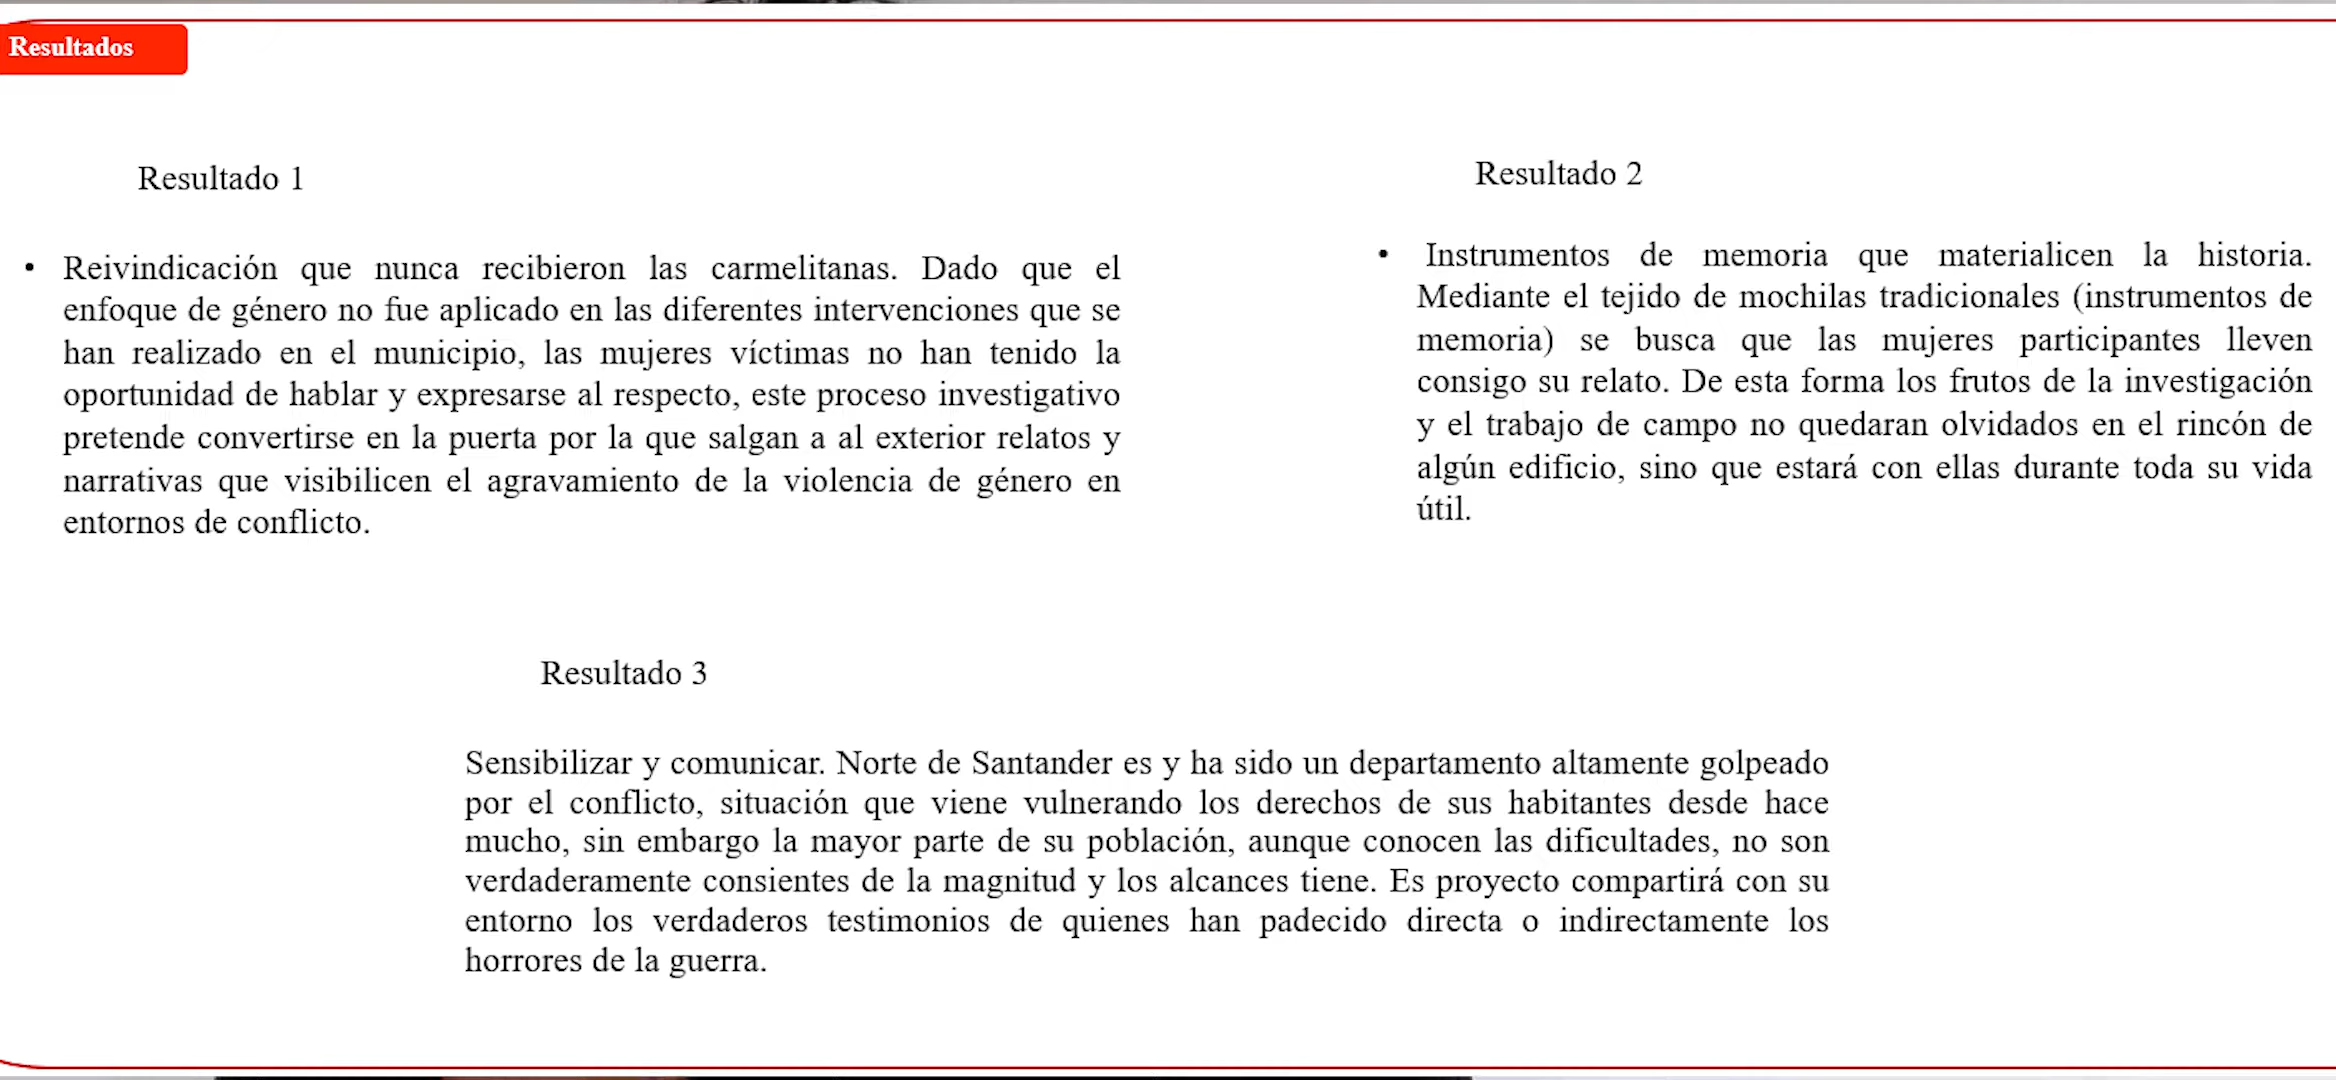 Resultados
Resultado 1
• Reivindicación que nunca recibieron las carmelitanas. Dado que el
enfoque de género no fue aplicado en las diferentes intervenciones que se
han realizado en el municipio, las mujeres víctimas no han tenido la
oportunidad de hablar y expresarse al respecto, este proceso investigativo
pretende convertirse en la puerta por la que salgan a al exterior relatos y
narrativas que visibilicen el agravamiento de la violencia de género en
entornos de conflicto.
Resultado 2
• Instrumentos de memoria que materialicen la historia.
Mediante el tejido de mochilas tradicionales (instrumentos de
memoria) se busca que las mujeres participantes lleven
consigo su relato. De esta forma los frutos de la investigación
y el trabajo de campo no quedaran olvidados en el rincón de
algún edificio, sino que estará con ellas durante toda su vida
útil.
Resultado 3
Sensibilizar y comunicar. Norte de Santander es y ha sido un departamento altamente golpeado
por el conflicto, situación que viene vulnerando los derechos de sus habitantes desde hace
mucho, sin embargo la mayor parte de su población, aunque conocen las dificultades, no son
verdaderamente consientes de la magnitud y los alcances tiene. Es proyecto compartirá con su
entorno los verdaderos testimonios de quienes han padecido directa o indirectamente los
horrores de la guerra.